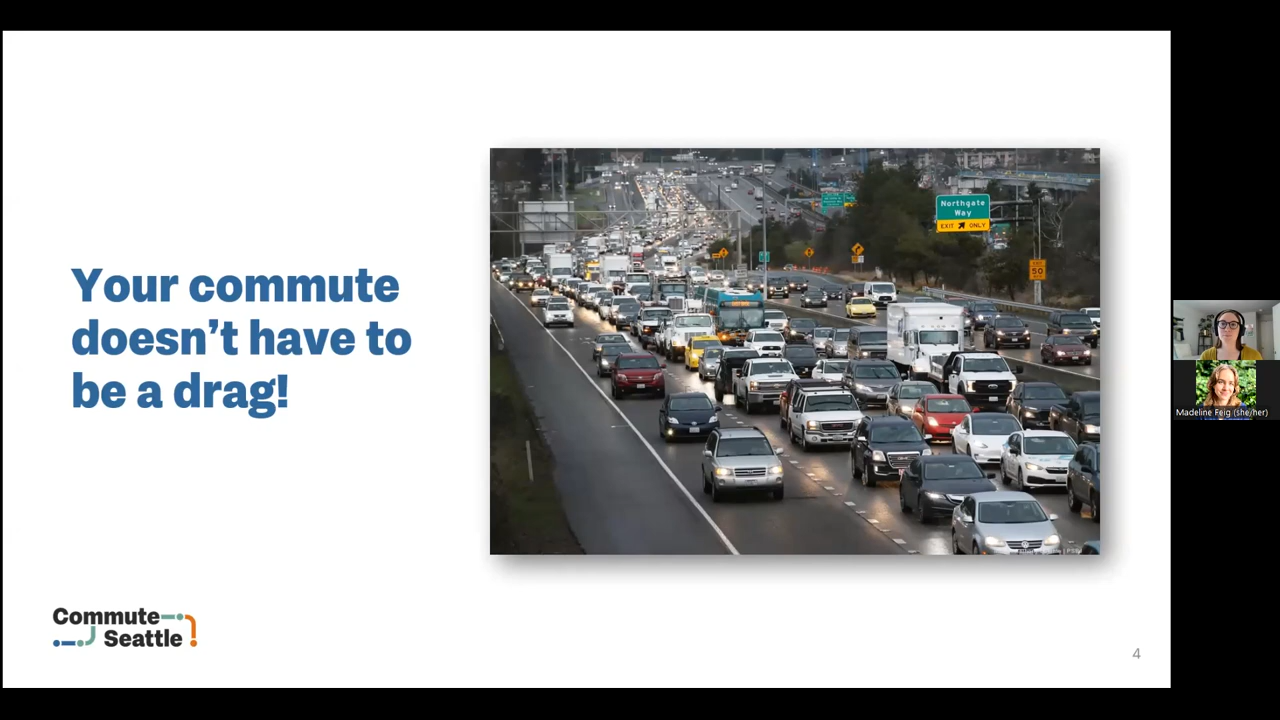 Your commute
doesn't have to
be a drag!
Northgate
Way
EXIT ONLY
50
Commute
Seattle
4
Madeline Feig (she/her)